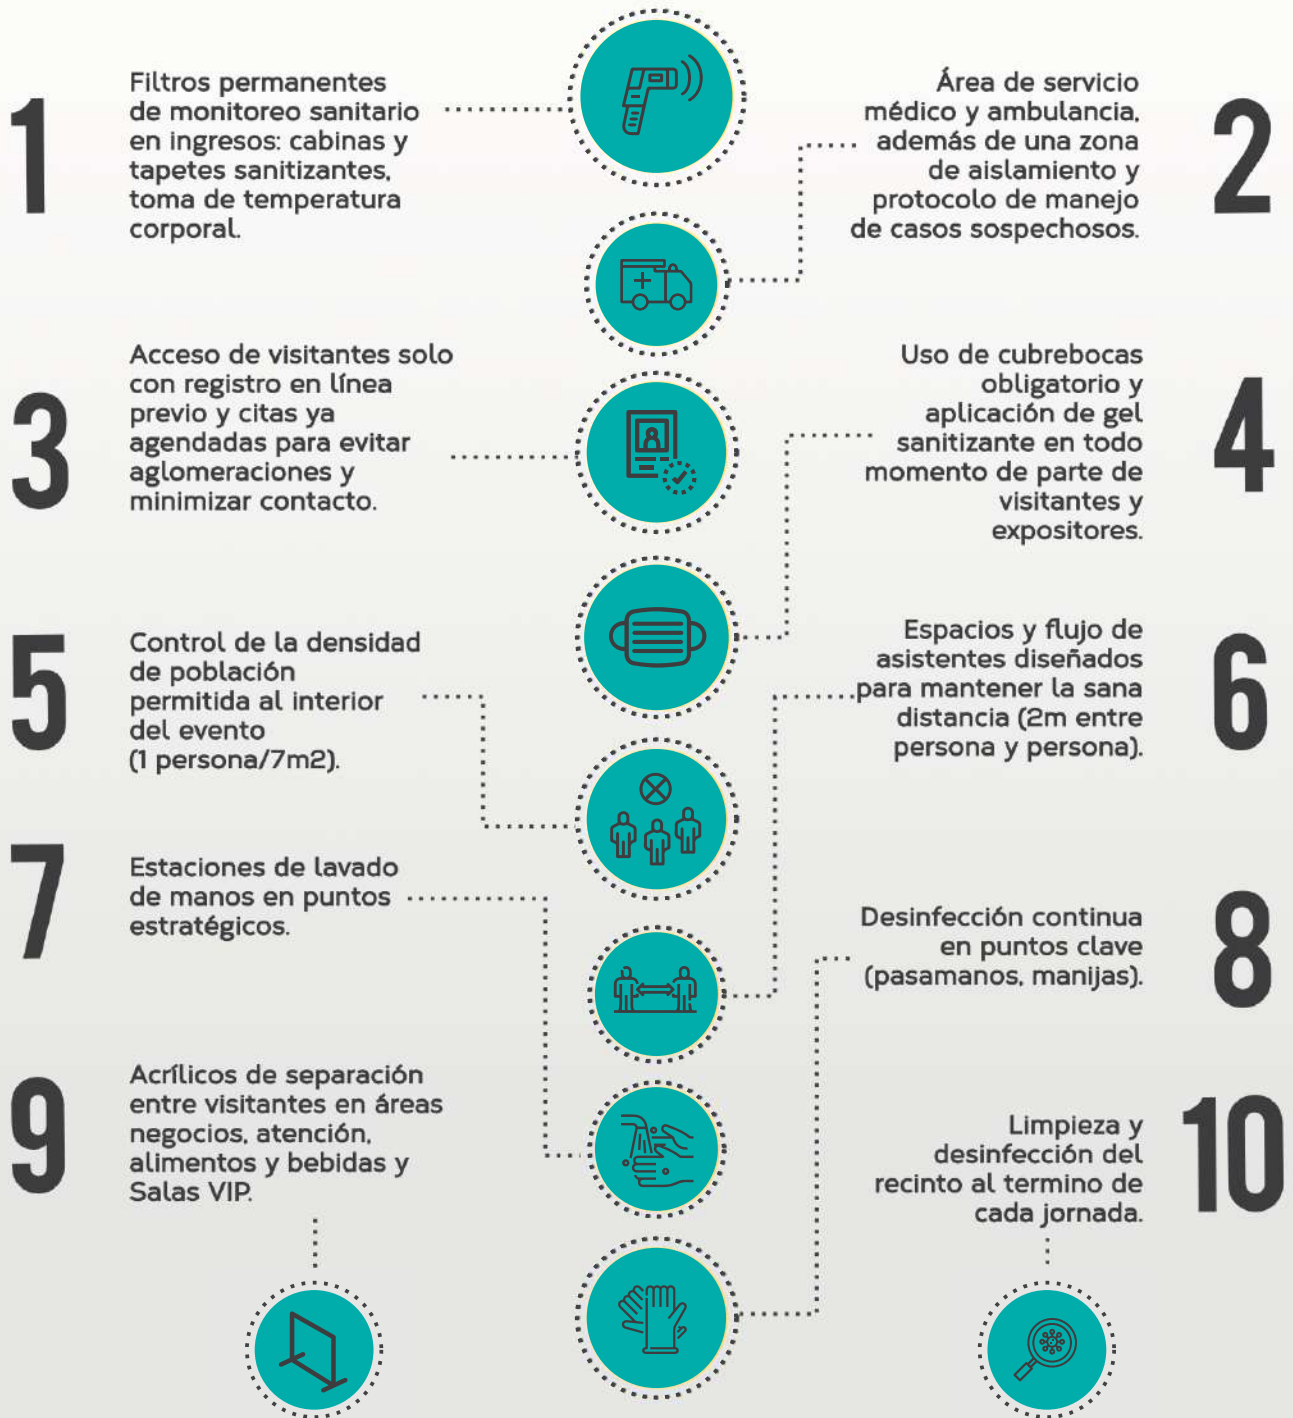 1
Filtros permanentes
de monitoreo sanitario
en ingresos: cabinas y
tapetes sanitizantes,
toma de temperatura
corporal.
2
Área de servicio
médico y ambulancia,
además de una zona
de aislamiento y
protocolo de manejo
de casos sospechosos.
3
Acceso de visitantes solo
con registro en línea
previo y citas ya
agendadas para evitar
aglomeraciones y
minimizar contacto.
4
Uso de cubrebocas
obligatorio y
aplicación de gel
sanitizante en todo
momento de parte de
visitantes y
expositores.
5
Control de la densidad
de población
permitida al interior
del evento
(1 persona/7m2).
6
Espacios y flujo de
asistentes diseñados
para mantener la sana
distancia (2m entre
persona y persona).
7
Estaciones de lavado
de manos en puntos
estratégicos.
8
Desinfección continua
en puntos clave
(pasamanos, manijas).
9
Acrílicos de separación
entre visitantes en áreas
negocios, atención,
alimentos y bebidas y
Salas VIP.
10
Limpieza y
desinfección del
recinto al termino de
cada jornada.